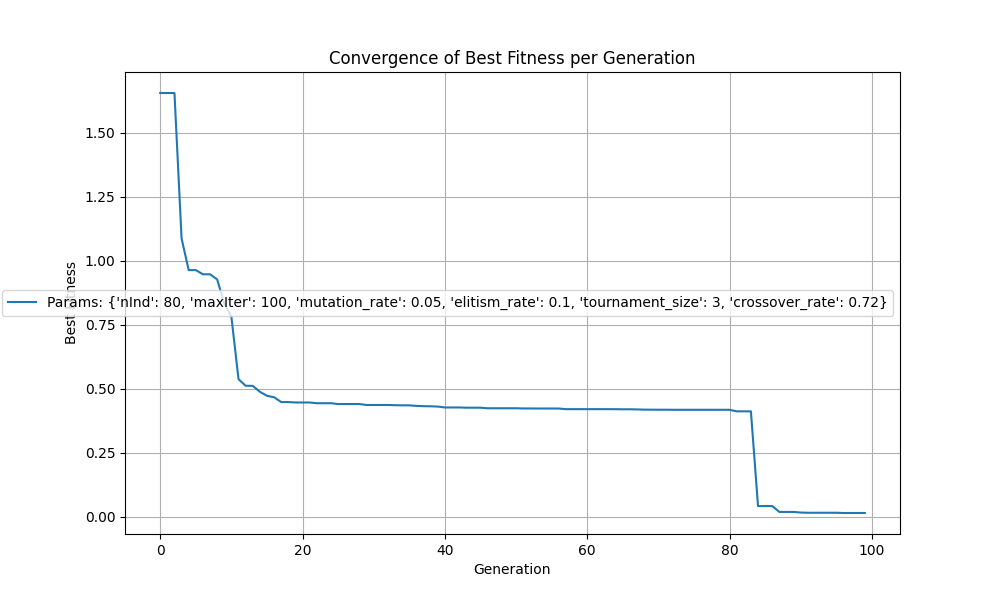 Convergence of Best Fitness per Generation
1.50
1.25
1.00
0.75
0.50
0.25
0.00
Best Fitness
Params: {'nInd': 80, 'maxIter': 100, 'mutation_rate': 0.05, 'elitism_rate': 0.1, 'tournament_size': 3, 'crossover_rate': 0.72}
0 20 40 60 80 100
Generation